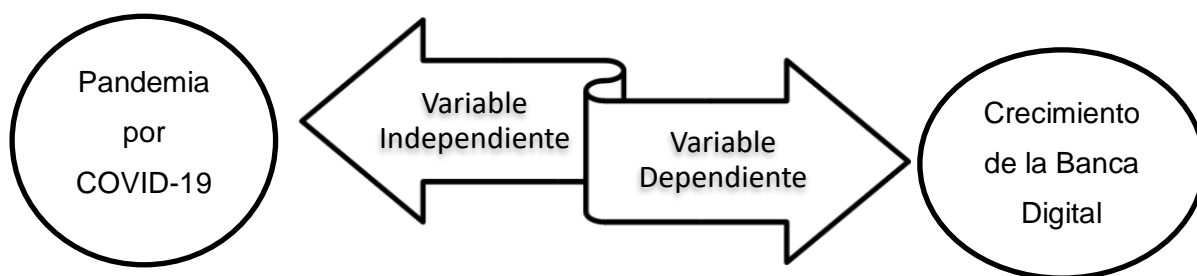 Pandemia
por
COVID-19
Variable
Independiente
Variable
Dependiente
Crecimiento
de la Banca
Digital